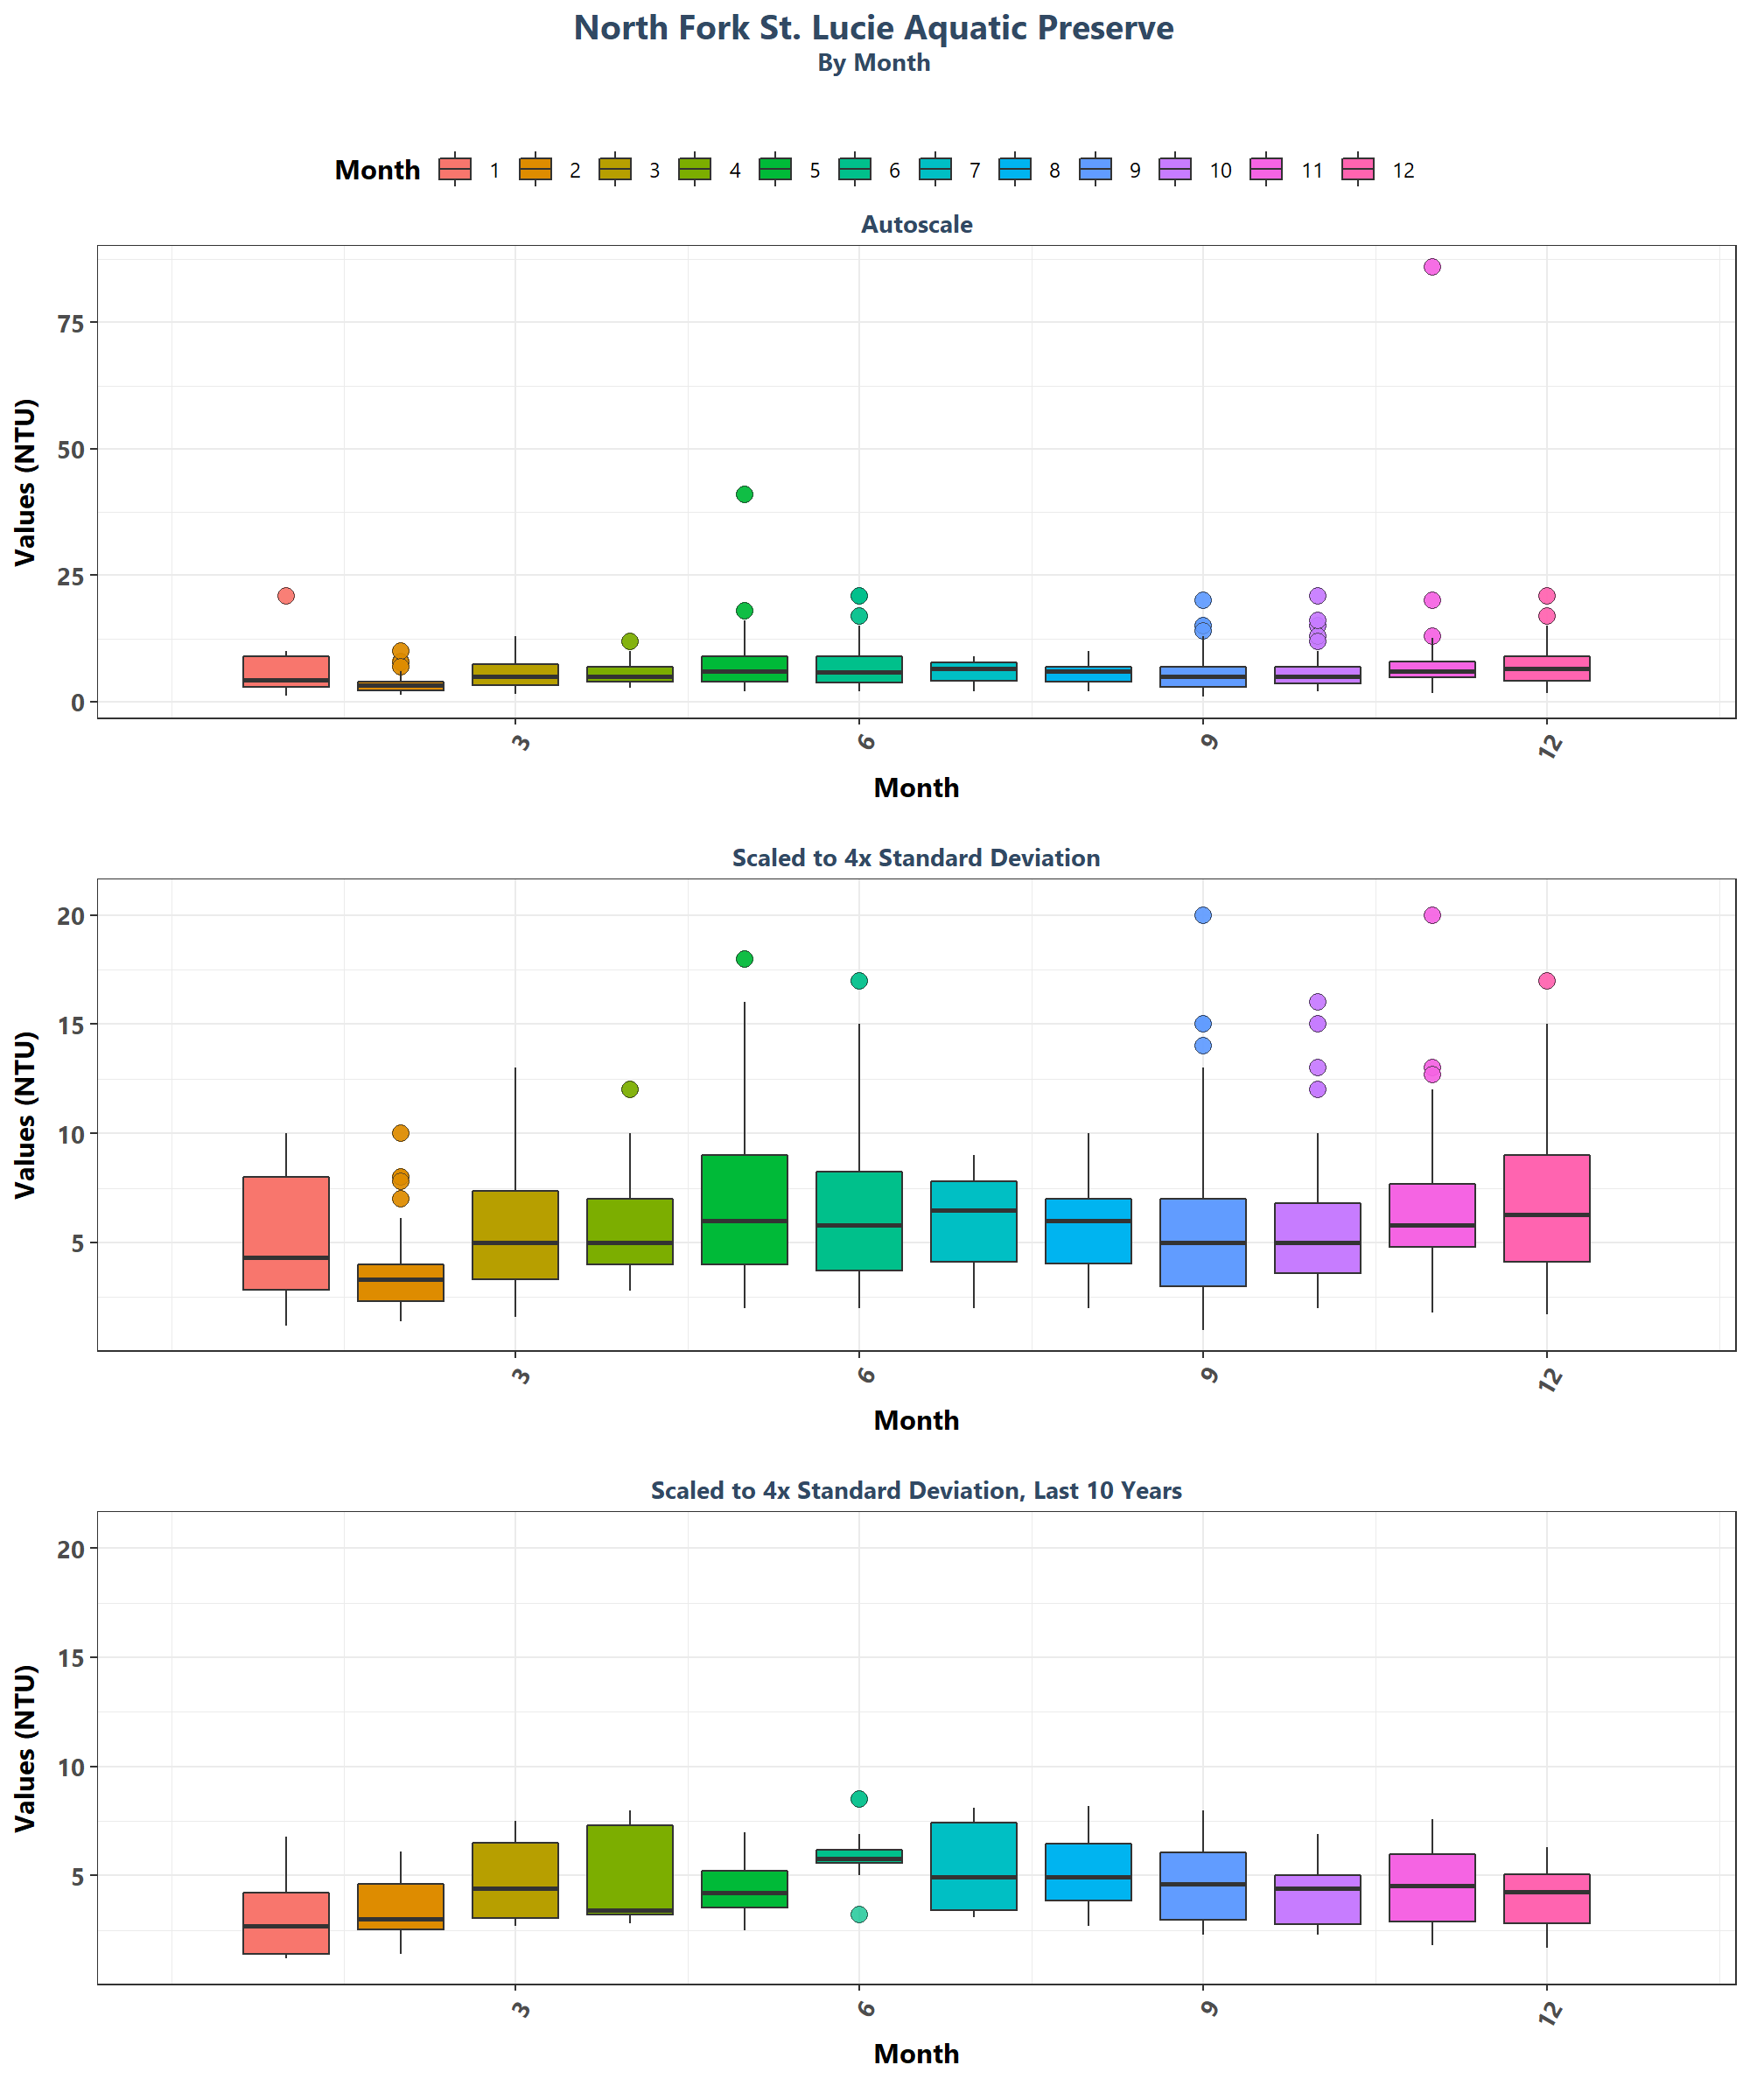 North Fork St. Lucie Aquatic Preserve
By Month
Month 1 2 3 4 5 6 7 8 9 10 11 12
Autoscale
Values (NTU)
75
50
25
0
3 6 9 12
Month
Scaled to 4x Standard Deviation
Values (NTU)
20
15
10
5
3 6 9 12
Month
Scaled to 4x Standard Deviation, Last 10 Years
Values (NTU)
20
15
10
5
3 6 9 12
Month